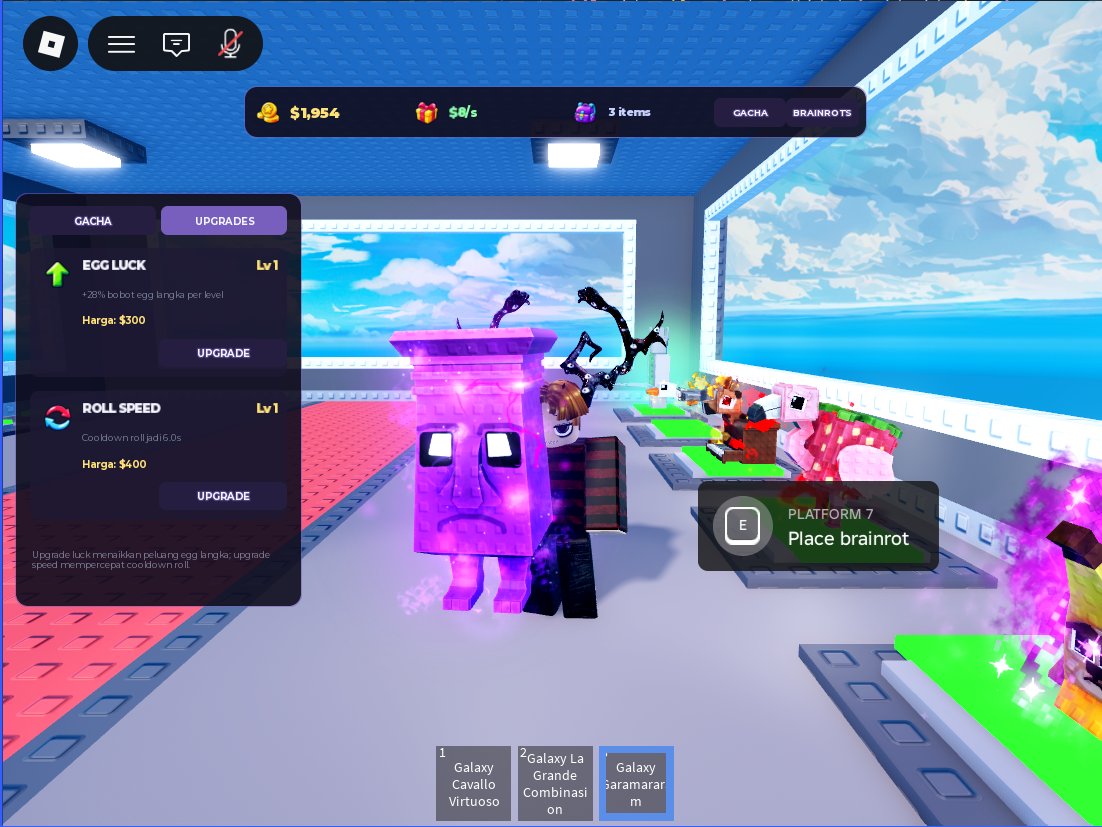 $1,954
$8/s
3 items
GACHA
BRAINROTS
GACHA
UPGRADES
EGG LUCK
Lv 1
+28% bobot egg langka per level
Harga: $300
UPGRADE
ROLL SPEED
Lv 1
Cooldown roll jadi 6.0s
Harga: $400
UPGRADE
Upgrade luck menaikkan peluang egg langka; upgrade
speed mempercepat cooldown roll.
E
PLATFORM 7
Place brainrot
1
Galaxy
Cavallo
Virtuoso
2
Galaxy La
Grande
Combinasi
on
Galaxy
Garamarar
m